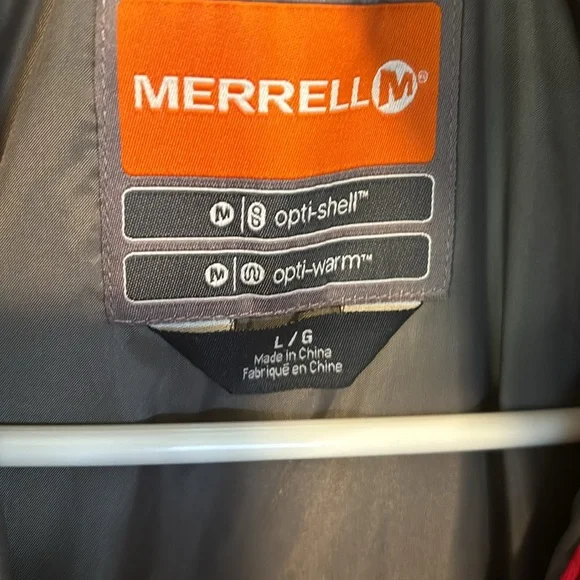 MERRELL M®
M opti-shell™
M opti-warm™
L / G
Made in China
Fabriqué en Chine